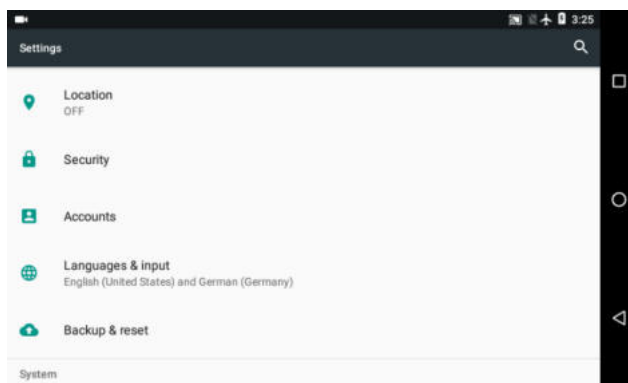 3:25
Settings
Location
OFF
Security
Accounts
Languages & input
English (United States) and German (Germany)
Backup & reset
System